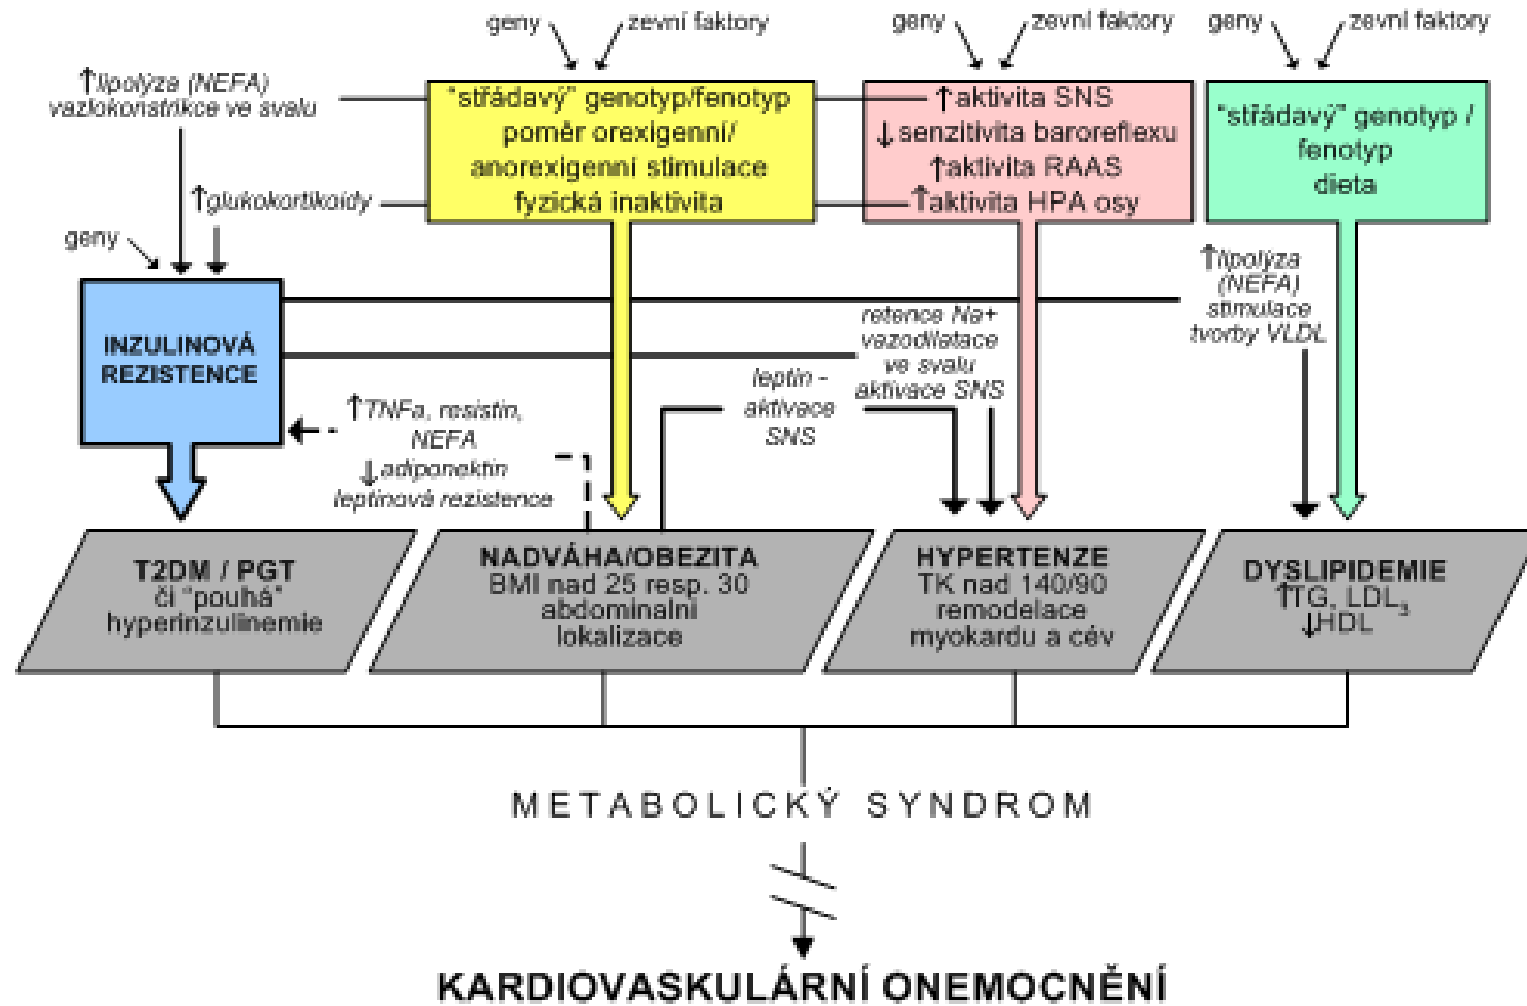 geny
zevní faktory
geny
zevní faktory
geny
zevní faktory
↑lipolýza (NEFA)
vazokonstrikce ve svalu
↑glukokortikoidy
geny
"střádavý" genotyp/fenotyp
poměr orexigenní/
anorexigenní stimulace
fyzická inaktivita
↑aktivita SNS
↓senzitivita baroreflexu
↑aktivita RAAS
↑aktivita HPA osy
"střádavý" genotyp /
fenotyp
dieta
INZULINOVÁ
REZISTENCE
↑TNFa, resistin,
NEFA
↓adiponektin
leptinová rezistence
leptin -
aktivace
SNS
retence Na+
vazodilatace
ve svalu
aktivace SNS
↑lipolýza
(NEFA)
stimulace
tvorby VLDL
T2DM / PGT
či "pouhá"
hyperinzulinemie
NADVÁHA/OBEZITA
BMI nad 25 resp. 30
abdominalní
lokalizace
HYPERTENZE
TK nad 140/90
remodelace
myokardu a cév
DYSLIPIDEMIE
↑TG, LDL₃
↓HDL
METABOLICKÝ SYNDROM
KARDIOVASKULÁRNÍ ONEMOCNĚNÍ